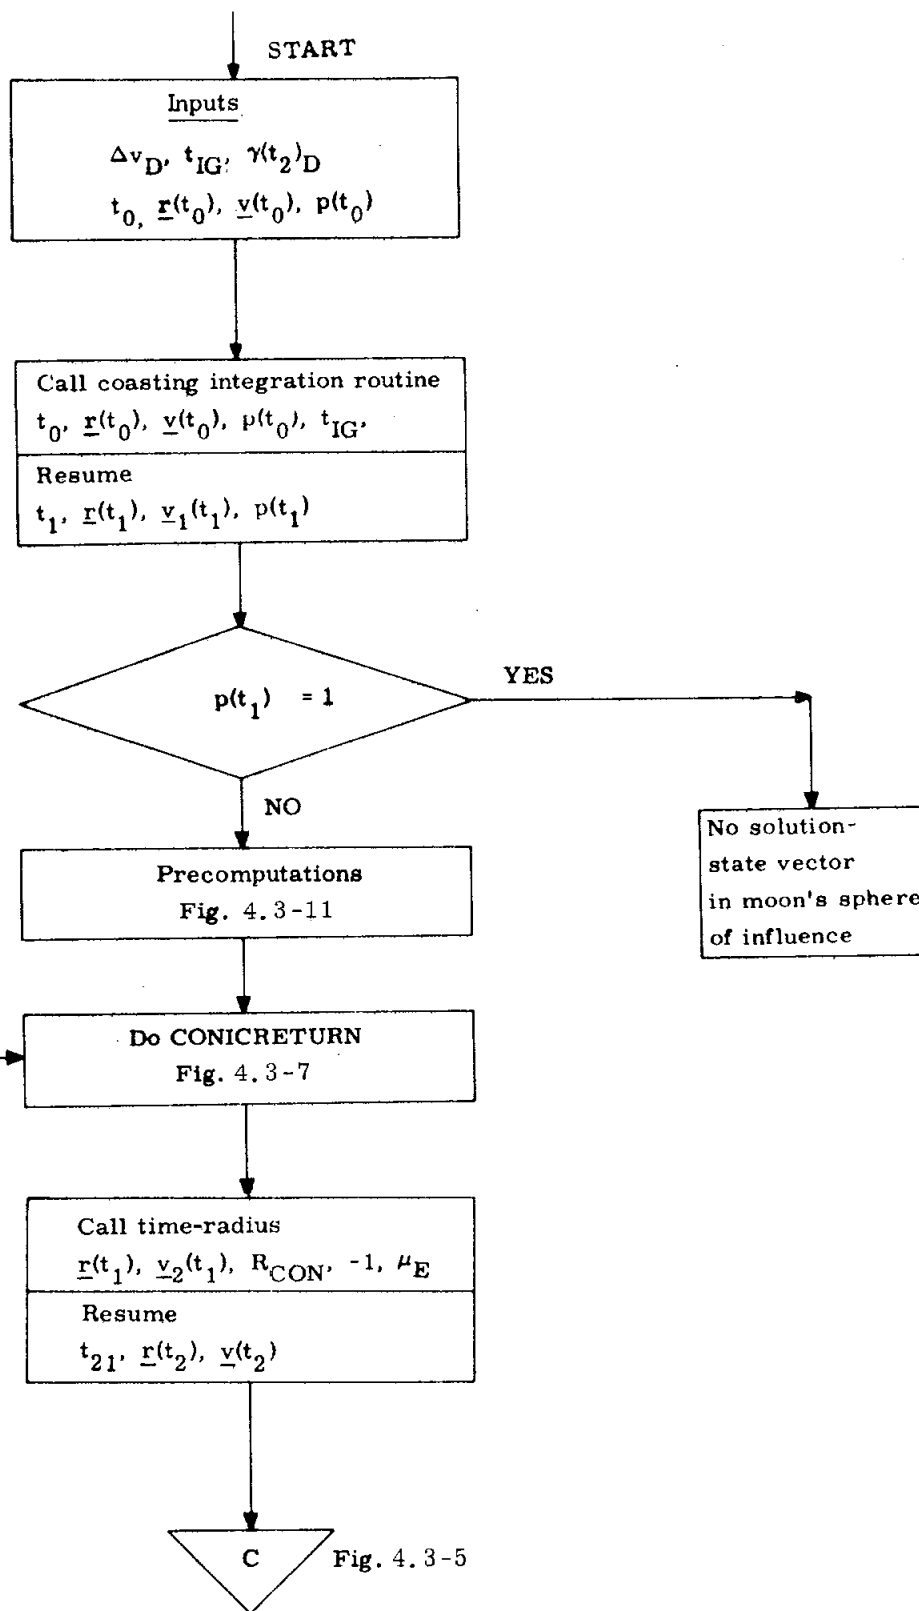 START
Inputs
Δv_D, t_IG, γ(t_2)_D
t_0, r(t_0), v(t_0), p(t_0)
Call coasting integration routine
t_0, r(t_0), v(t_0), p(t_0), t_IG,
Resume
t_1, r(t_1), v_1(t_1), p(t_1)
p(t_1) = 1
YES
NO
No solution-
state vector
in moon's sphere
of influence
Precomputations
Fig. 4.3-11
Do CONICRETURN
Fig. 4.3-7
Call time-radius
r(t_1), v_2(t_1), R_CON, -1, μ_E
Resume
t_21, r(t_2), v(t_2)
C
Fig. 4.3-5